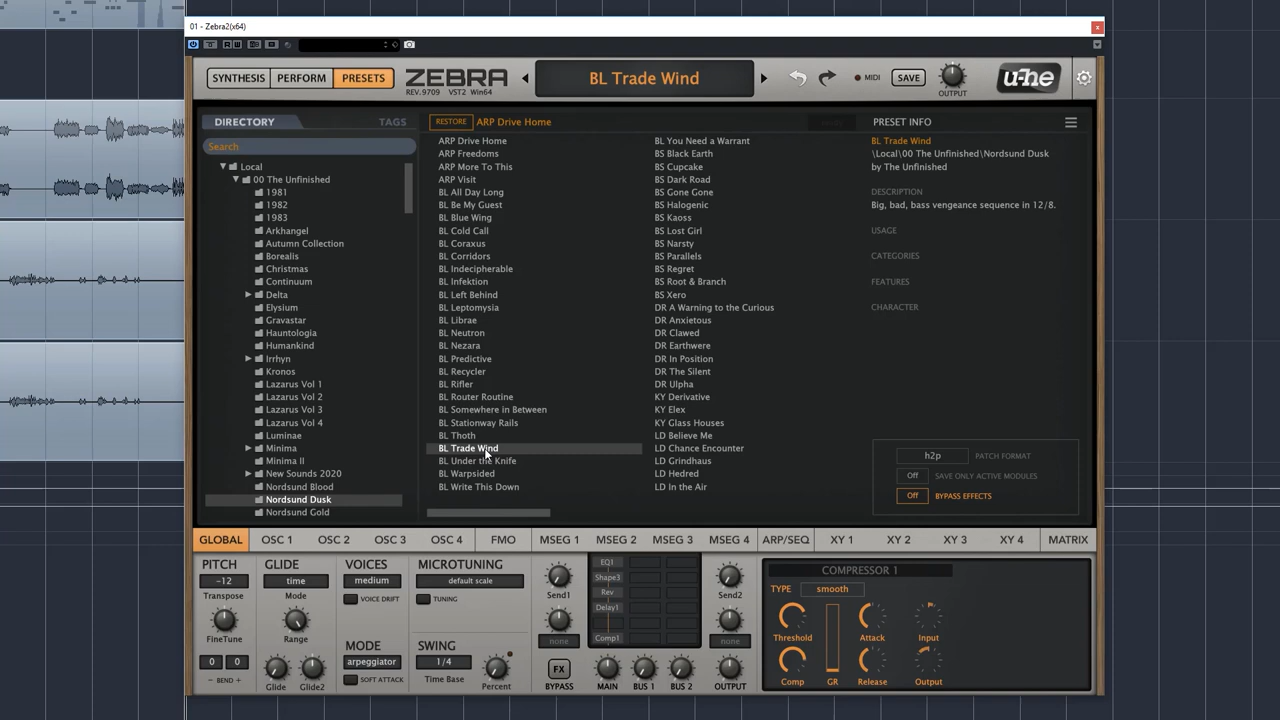 01 - Zebra2(x64)
SYNTHESIS PERFORM PRESETS
ZEBRA
REV.9709 VST2 Win64
BL Trade Wind
MIDI SAVE OUTPUT u-he
DIRECTORY TAGS
Search
Local
00 The Unfinished
1981
1982
1983
Arkhangel
Autumn Collection
Borealis
Christmas
Continuum
Delta
Elysium
Gravastar
Hauntologia
Humankind
Irrhyn
Kronos
Lazarus Vol 1
Lazarus Vol 2
Lazarus Vol 3
Lazarus Vol 4
Luminae
Minima
Minima II
New Sounds 2020
Nordsund Blood
Nordsund Dusk
Nordsund Gold
RESTORE ARP Drive Home
ARP Drive Home
ARP Freedoms
ARP More To This
ARP Visit
BL All Day Long
BL Be My Guest
BL Blue Wing
BL Cold Call
BL Coraxus
BL Corridors
BL Indecipherable
BL Infektion
BL Left Behind
BL Leptomysia
BL Librae
BL Neutron
BL Nezara
BL Predictive
BL Recycler
BL Rifler
BL Router Routine
BL Somewhere in Between
BL Stationway Rails
BL Thoth
BL Trade Wind
BL Under the Knife
BL Warpsided
BL Write This Down
BL You Need a Warrant
BS Black Earth
BS Cupcake
BS Dark Road
BS Gone Gone
BS Halogenic
BS Kaoss
BS Lost Girl
BS Narsty
BS Parallels
BS Regret
BS Root & Branch
BS Xero
DR A Warning to the Curious
DR Anxietous
DR Clawed
DR Earthwere
DR In Position
DR The Silent
DR Ulpha
KY Derivative
KY Elex
KY Glass Houses
LD Believe Me
LD Chance Encounter
LD Grindhaus
LD Hedred
LD In the Air
PRESET INFO
BL Trade Wind
\Local\00 The Unfinished\Nordsund Dusk
by The Unfinished
DESCRIPTION
Big, bad, bass vengeance sequence in 12/8.
USAGE
CATEGORIES
FEATURES
CHARACTER
h2p PATCH FORMAT
Off SAVE ONLY ACTIVE MODULES
Off BYPASS EFFECTS
GLOBAL OSC 1 OSC 2 OSC 3 OSC 4 FMO MSEG 1 MSEG 2 MSEG 3 MSEG 4 ARP/SEQ XY 1 XY 2 XY 3 XY 4 MATRIX
PITCH
-12
Transpose
FineTune
0 0
- BEND +
GLIDE
time
Mode
Range
Glide Glide2
VOICES
medium
VOICE DRIFT
MODE
arpeggiator
SOFT ATTACK
MICROTUNING
default scale
TUNING
SWING
1/4
Time Base Percent
Send1
none
FX
BYPASS
EQ1
Shape3
Rev
Delay1
Comp1
MAIN BUS 1 BUS 2
Send2
none
OUTPUT
COMPRESSOR 1
TYPE smooth
Threshold Attack Input
Comp GR Release Output